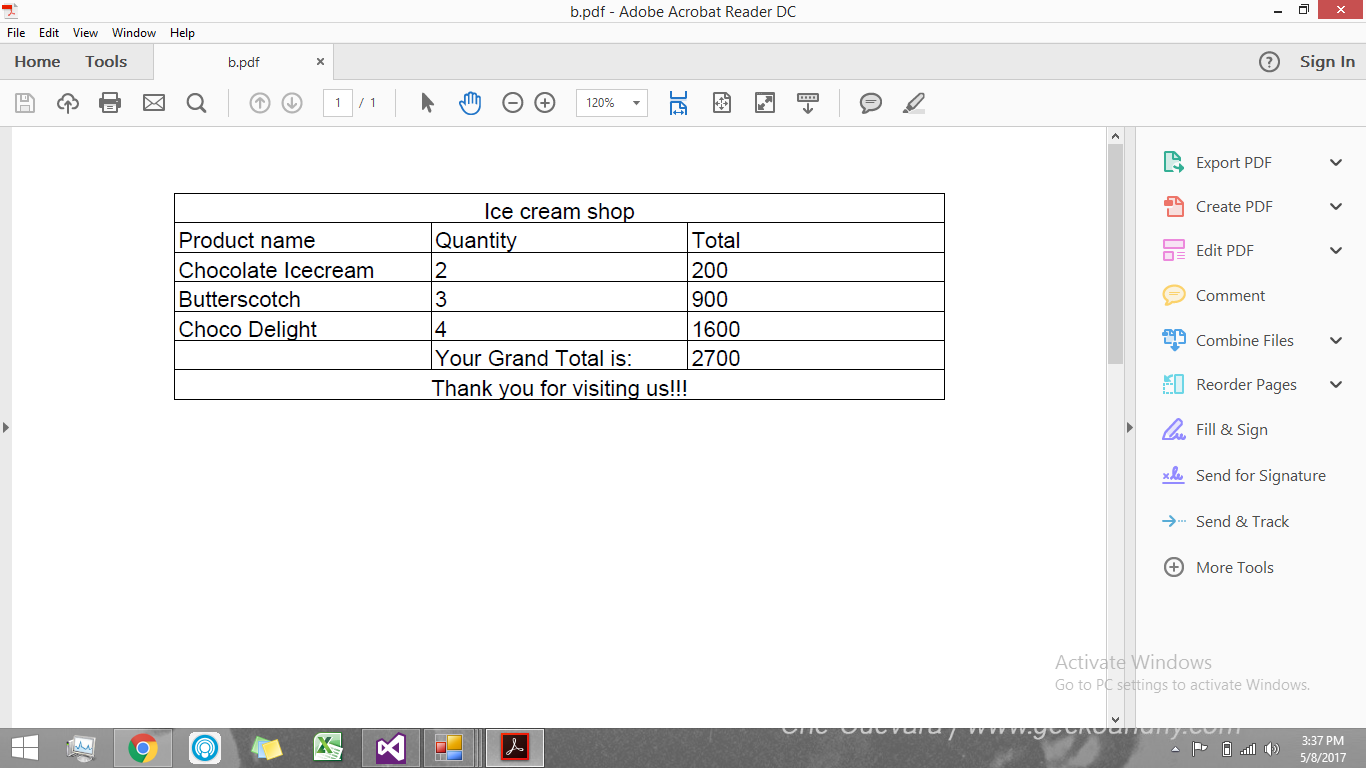 b.pdf - Adobe Acrobat Reader DC
File Edit View Window Help
Home Tools b.pdf × Sign In
1 / 1 120%
Ice cream shop
Product name Quantity Total
Chocolate Icecream 2 200
Butterscotch 3 900
Choco Delight 4 1600
Your Grand Total is: 2700
Thank you for visiting us!!!
Export PDF
Create PDF
Edit PDF
Comment
Combine Files
Reorder Pages
Fill & Sign
Send for Signature
Send & Track
More Tools
Activate Windows
Go to PC settings to activate Windows.
3:37 PM
5/8/2017